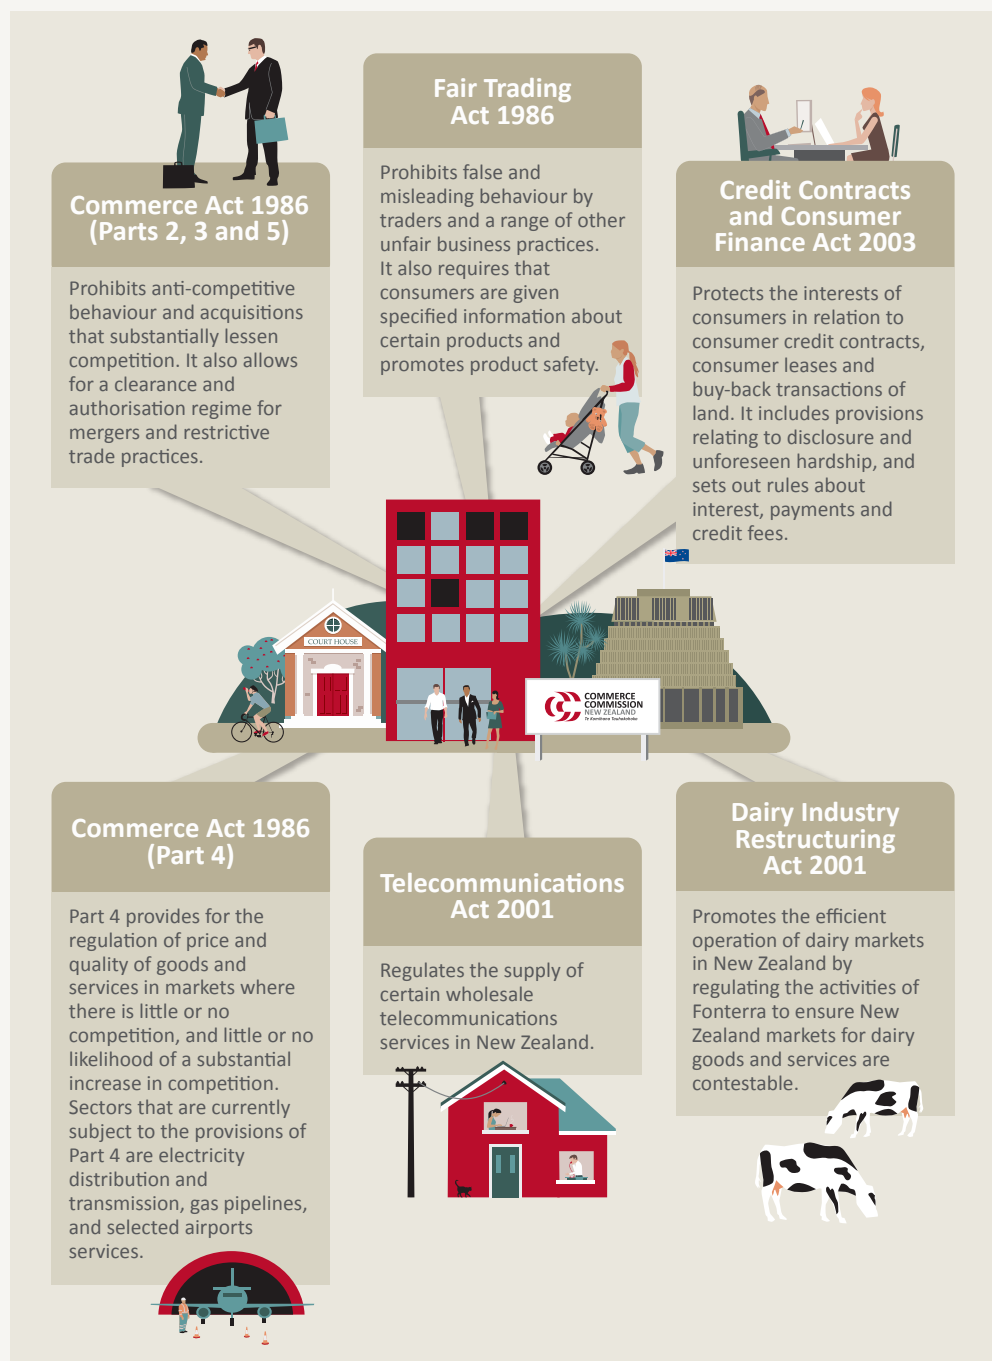 Commerce Act 1986
(Parts 2, 3 and 5)
Prohibits anti-competitive
behaviour and acquisitions
that substantially lessen
competition. It also allows
for a clearance and
authorisation regime for
mergers and restrictive
trade practices.
Fair Trading
Act 1986
Prohibits false and
misleading behaviour by
traders and a range of other
unfair business practices.
It also requires that
consumers are given
specified information about
certain products and
promotes product safety.
Credit Contracts
and Consumer
Finance Act 2003
Protects the interests of
consumers in relation to
consumer credit contracts,
consumer leases and
buy-back transactions of
land. It includes provisions
relating to disclosure and
unforeseen hardship, and
sets out rules about
interest, payments and
credit fees.
COURT HOUSE
COMMERCE
COMMISSION
NEW ZEALAND
Te Komihana Tauhokohoko
Commerce Act 1986
(Part 4)
Part 4 provides for the
regulation of price and
quality of goods and
services in markets where
there is little or no
competition, and little or no
likelihood of a substantial
increase in competition.
Sectors that are currently
subject to the provisions of
Part 4 are electricity
distribution and
transmission, gas pipelines,
and selected airports
services.
Telecommunications
Act 2001
Regulates the supply of
certain wholesale
telecommunications
services in New Zealand.
Dairy Industry
Restructuring
Act 2001
Promotes the efficient
operation of dairy markets
in New Zealand by
regulating the activities of
Fonterra to ensure New
Zealand markets for dairy
goods and services are
contestable.